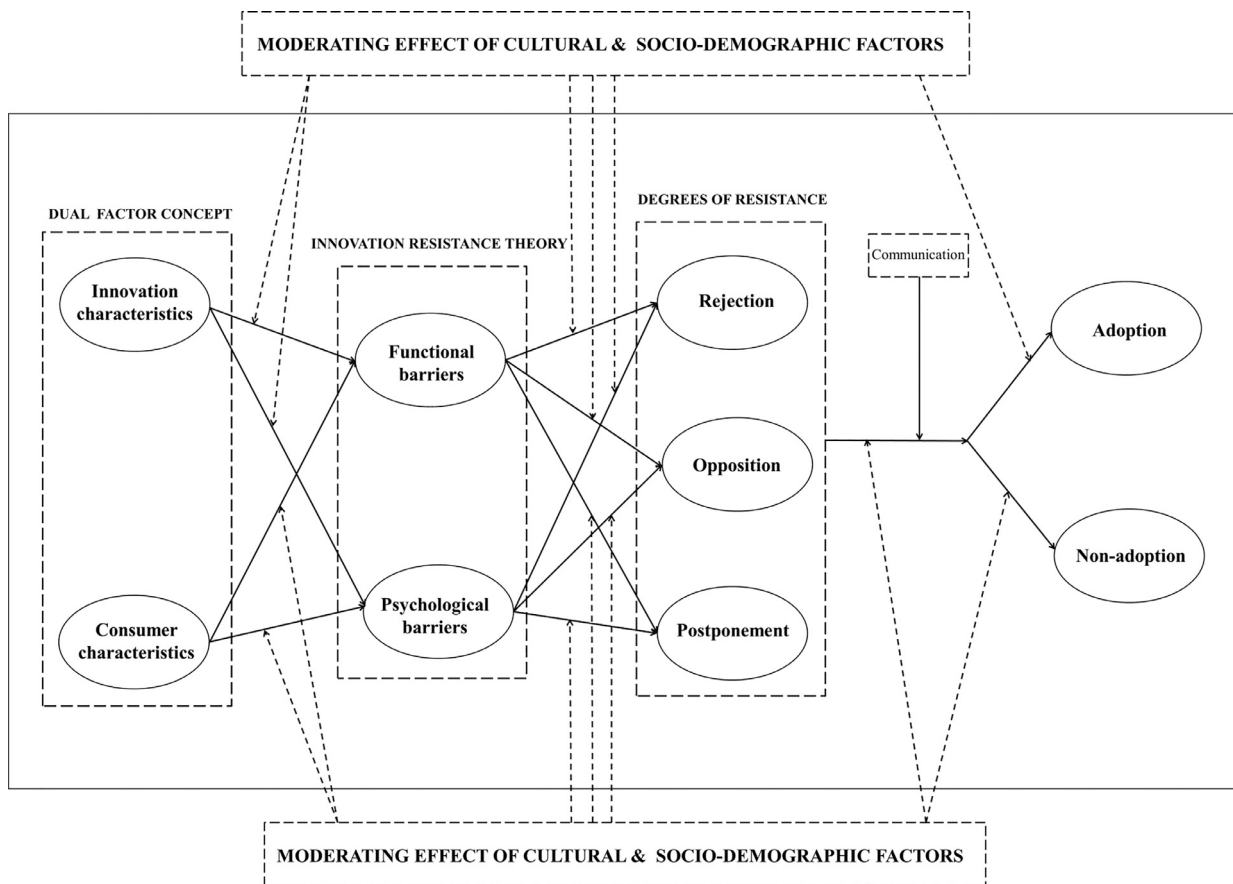 MODERATING EFFECT OF CULTURAL & SOCIO-DEMOGRAPHIC FACTORS
DUAL FACTOR CONCEPT
Innovation
characteristics
Consumer
characteristics
INNOVATION RESISTANCE THEORY
Functional
barriers
Psychological
barriers
DEGREES OF RESISTANCE
Rejection
Opposition
Postponement
Communication
Adoption
Non-adoption
MODERATING EFFECT OF CULTURAL & SOCIO-DEMOGRAPHIC FACTORS